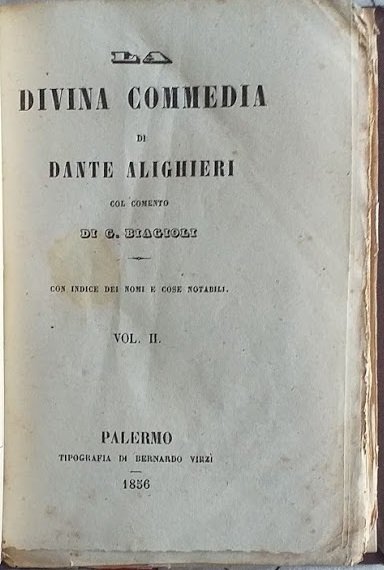 LA
DIVINA COMMEDIA
DI
DANTE ALIGHIERI
COL COMENTO
DI G. BIAGIOLI
CON INDICE DEI NOMI E COSE NOTABILI.
VOL. II.
PALERMO
TIPOGRAFIA DI BERNARDO VIRZÌ
1856